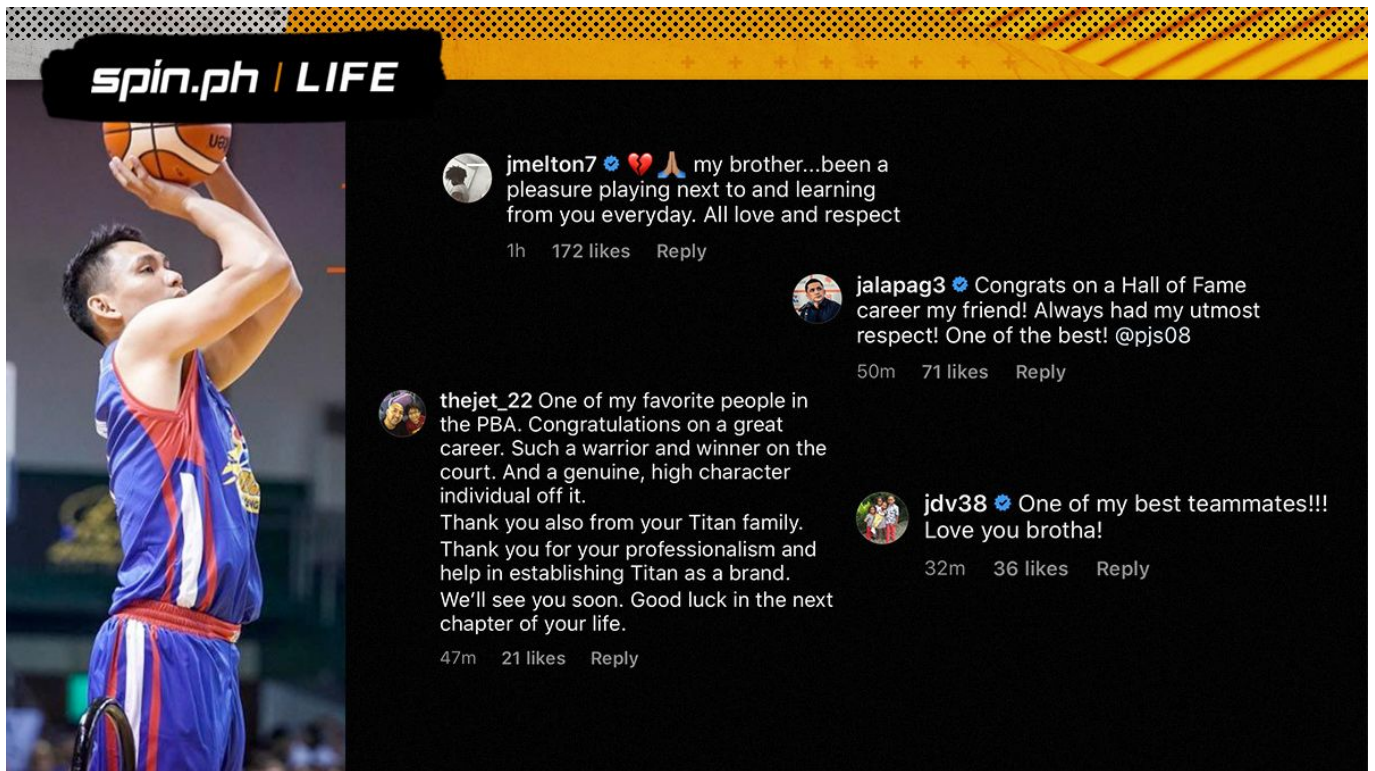 spin.ph | LIFE
jmelton7 💔 🙏🏽 my brother...been a
pleasure playing next to and learning
from you everyday. All love and respect
1h 172 likes Reply
jalapag3 Congrats on a Hall of Fame
career my friend! Always had my utmost
respect! One of the best! @pjs08
50m 71 likes Reply
thejet_22 One of my favorite people in
the PBA. Congratulations on a great
career. Such a warrior and winner on the
court. And a genuine, high character
individual off it.
Thank you also from your Titan family.
Thank you for your professionalism and
help in establishing Titan as a brand.
We’ll see you soon. Good luck in the next
chapter of your life.
47m 21 likes Reply
jdv38 One of my best teammates!!!
Love you brotha!
32m 36 likes Reply